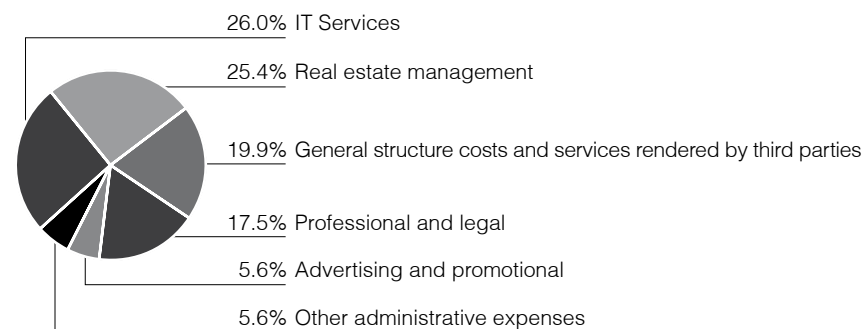 26.0% IT Services
25.4% Real estate management
19.9% General structure costs and services rendered by third parties
17.5% Professional and legal
5.6% Advertising and promotional
5.6% Other administrative expenses